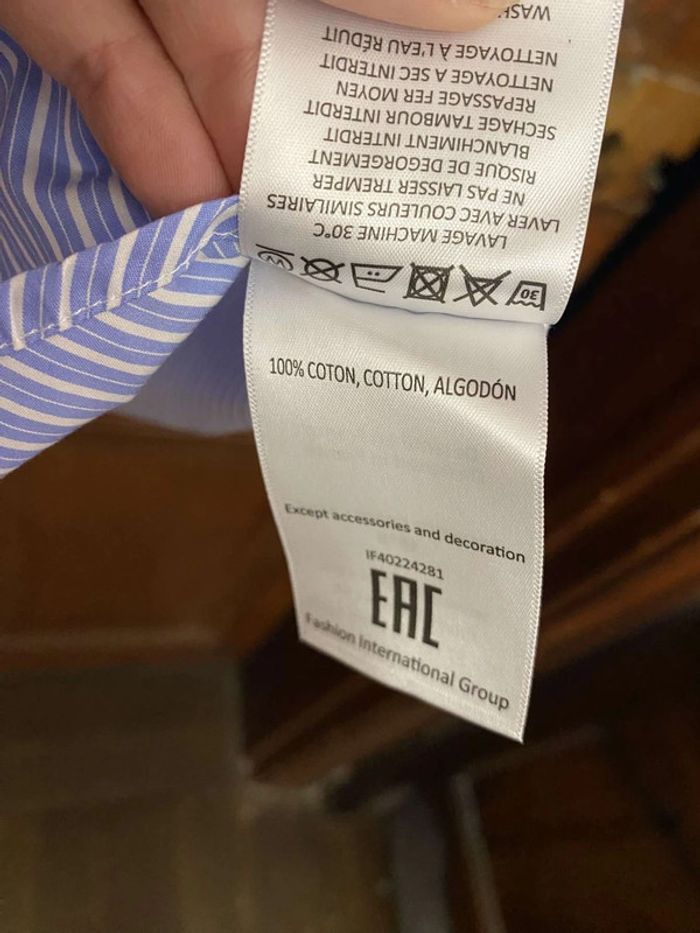 WASH
NETTOYAGE À L'EAU RÉDUIT
NETTOYAGE A SEC INTERDIT
REPASSAGE FER MOYEN
SECHAGE TAMBOUR INTERDIT
BLANCHIMENT INTERDIT
RISQUE DE DEGORGEMENT
NE PAS LAISSER TREMPER
LAVER AVEC COULEURS SIMILAIRES
LAVAGE MACHINE 30°C
30
W
100% COTON, COTTON, ALGODÓN
Except accessories and decoration
IF40224281
EAC
Fashion International Group